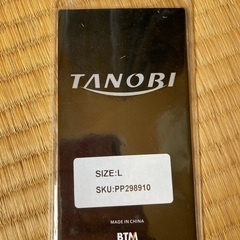 TANOBI
SIZE:L
SKU:PP298910
MADE IN CHINA
BTM